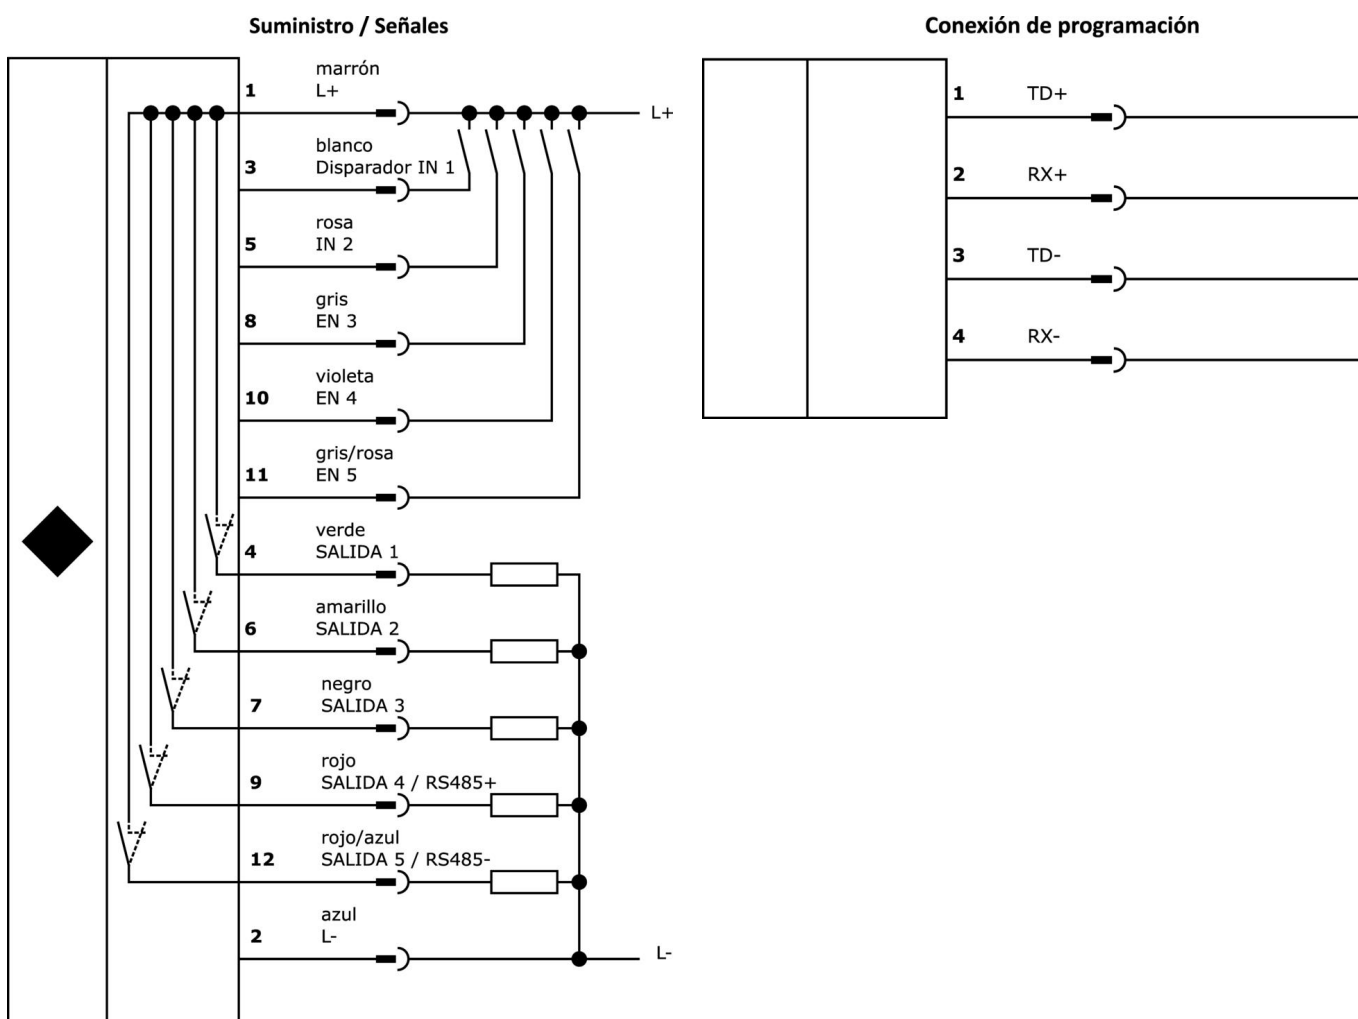 Suministro / Señales
marrón
1 L+
L+
blanco
3 Disparador IN 1
rosa
5 IN 2
gris
8 EN 3
violeta
10 EN 4
gris/rosa
11 EN 5
verde
4 SALIDA 1
amarillo
6 SALIDA 2
negro
7 SALIDA 3
rojo
9 SALIDA 4 / RS485+
rojo/azul
12 SALIDA 5 / RS485-
azul
2 L-
L-
Conexión de programación
1 TD+
2 RX+
3 TD-
4 RX-